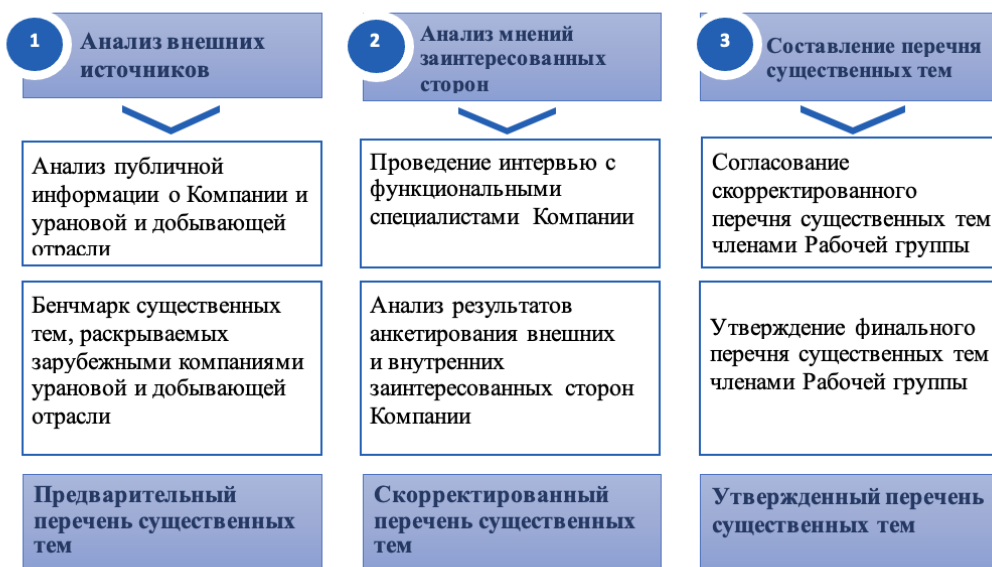 1
Анализ внешних
источников
Анализ публичной
информации о Компании и
урановой и добывающей
отрасли
Бенчмарк существенных
тем, раскрываемых
зарубежными компаниями
урановой и добывающей
отрасли
Предварительный
перечень существенных
тем
2
Анализ мнений
заинтересованных
сторон
Проведение интервью с
функциональными
специалистами Компании
Анализ результатов
анкетирования внешних
и внутренних
заинтересованных сторон
Компании
Скорректированный
перечень существенных
тем
3
Составление перечня
существенных тем
Согласование
скорректированного
перечня существенных тем
членами Рабочей группы
Утверждение финального
перечня существенных тем
членами Рабочей группы
Утвержденный перечень
существенных тем